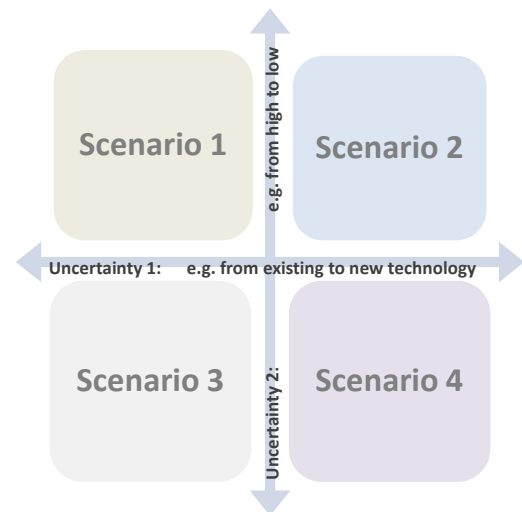 Scenario 1
Scenario 2
Uncertainty 1: e.g. from existing to new technology
Scenario 3
Scenario 4
Uncertainty 2: e.g. from high to low